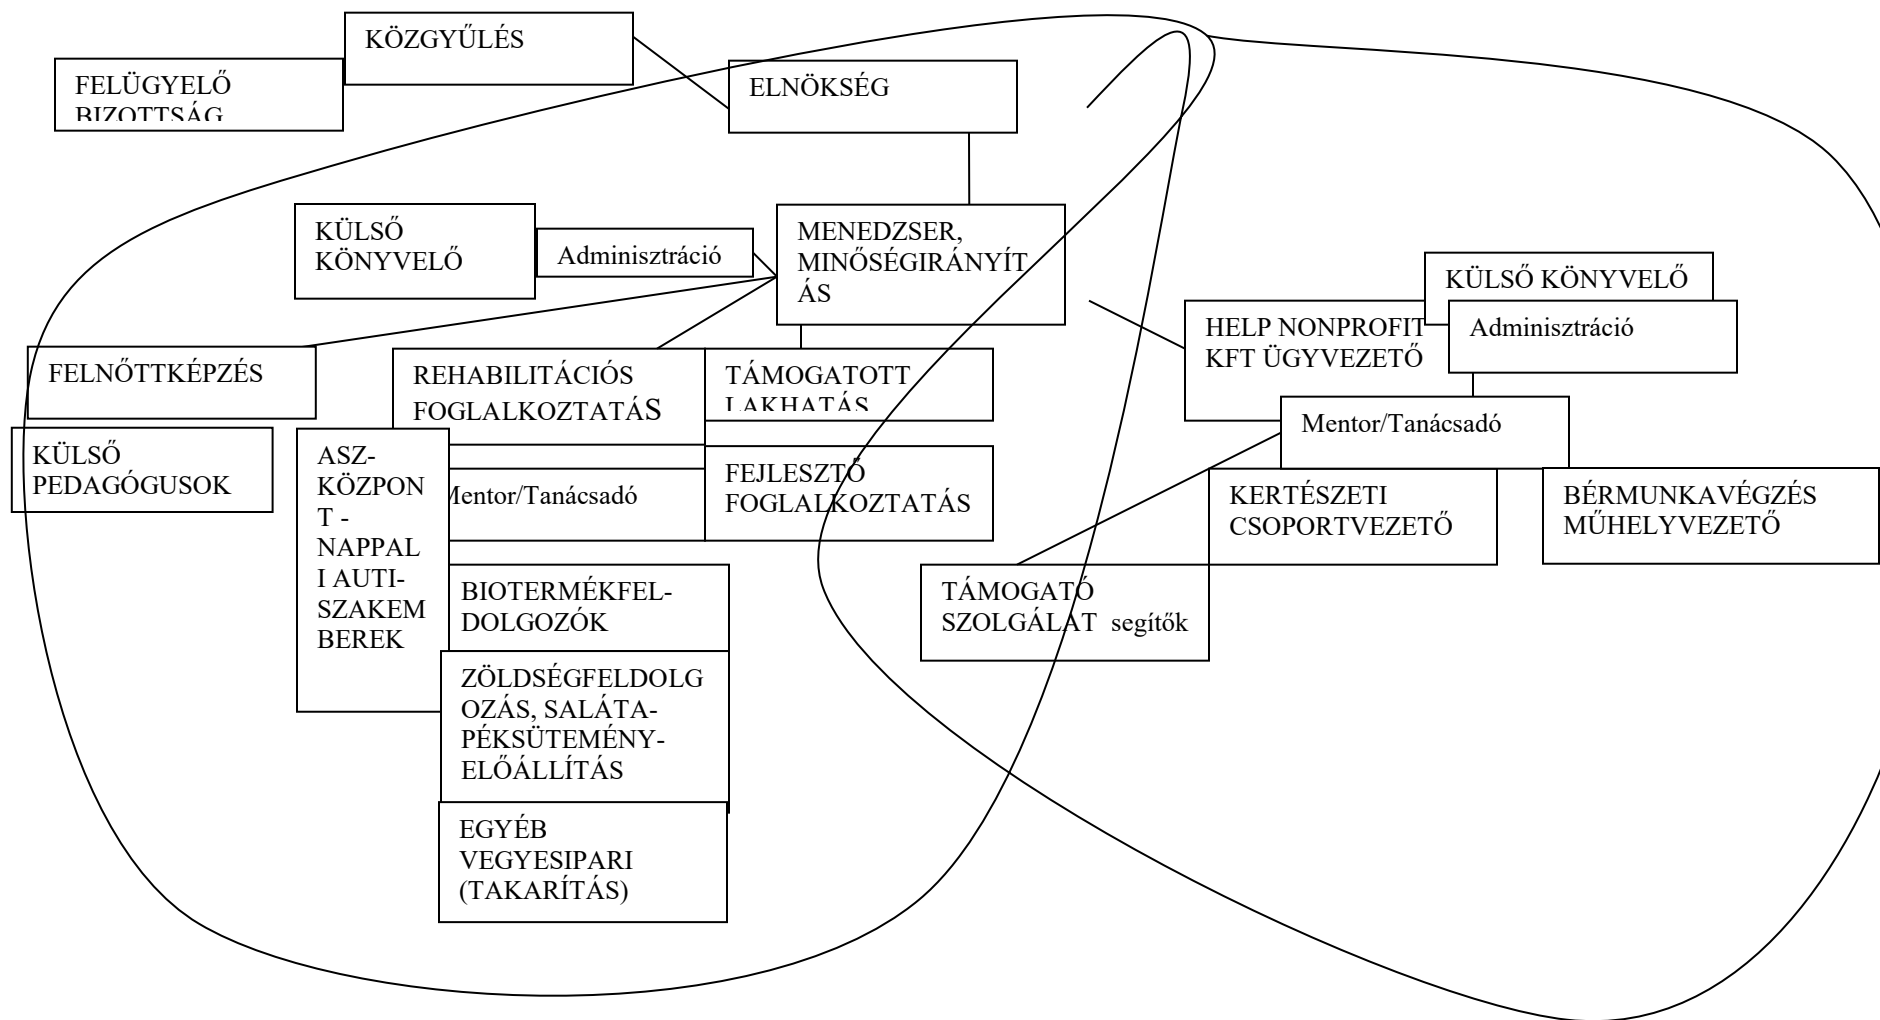 KÖZGYŰLÉS
FELÜGYELŐ
BIZOTTSÁG
ELNÖKSÉG
KÜLSŐ
KÖNYVELŐ
Adminisztráció
MENEDZSER,
MINŐSÉGIRÁNYÍT
ÁS
KÜLSŐ KÖNYVELŐ
HELP NONPROFIT
KFT ÜGYVEZETŐ
Adminisztráció
FELNŐTTKÉPZÉS
REHABILITÁCIÓS
FOGLALKOZTATÁS
TÁMOGATOTT
LAKHATÁS
Mentor/Tanácsadó
KÜLSŐ
PEDAGÓGUSOK
ASZ-
KÖZPON
T -
NAPPAL
I AUTI-
SZAKEM
BEREK
Mentor/Tanácsadó
FEJLESZTŐ
FOGLALKOZTATÁS
KERTÉSZETI
CSOPORTVEZETŐ
BÉRMUNKAVÉGZÉS
MŰHELYVEZETŐ
BIOTERMÉKFEL-
DOLGOZÓK
TÁMOGATÓ
SZOLGÁLAT segítők
ZÖLDSÉGFELDOLG
OZÁS, SALÁTA-
PÉKSÜTEMÉNY-
ELŐÁLLÍTÁS
EGYÉB
VEGYESIPARI
(TAKARÍTÁS)